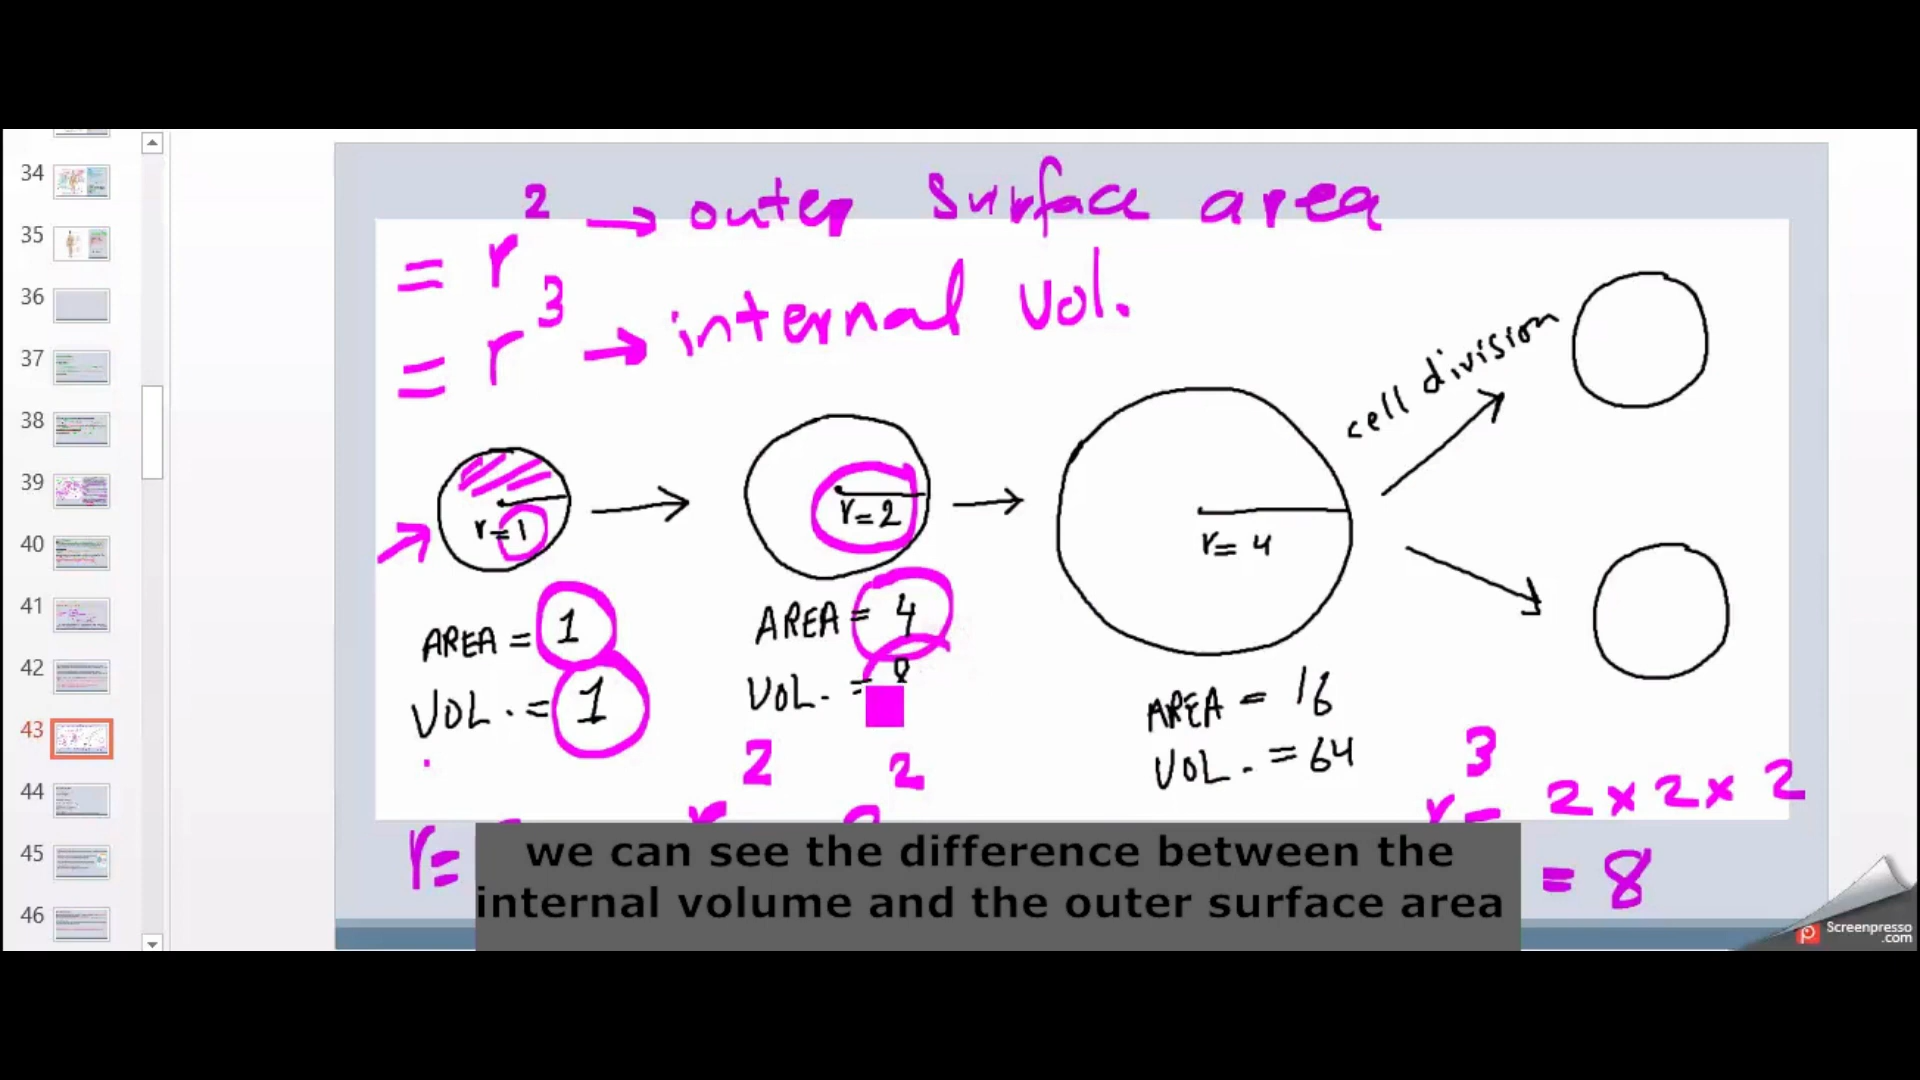 34
35
36
37
38
39
40
41
42
43
44
45
46
= r² → outer surface area
= r³ → internal vol.
cell division
r=1
r=2
r= 4
AREA = 1
VOL. = 1
AREA = 4
VOL. = 8
AREA = 16
VOL. = 64
2 2
3
r = 2 x 2 x 2
= 8
r=
we can see the difference between the
internal volume and the outer surface area
Screenpresso
.com